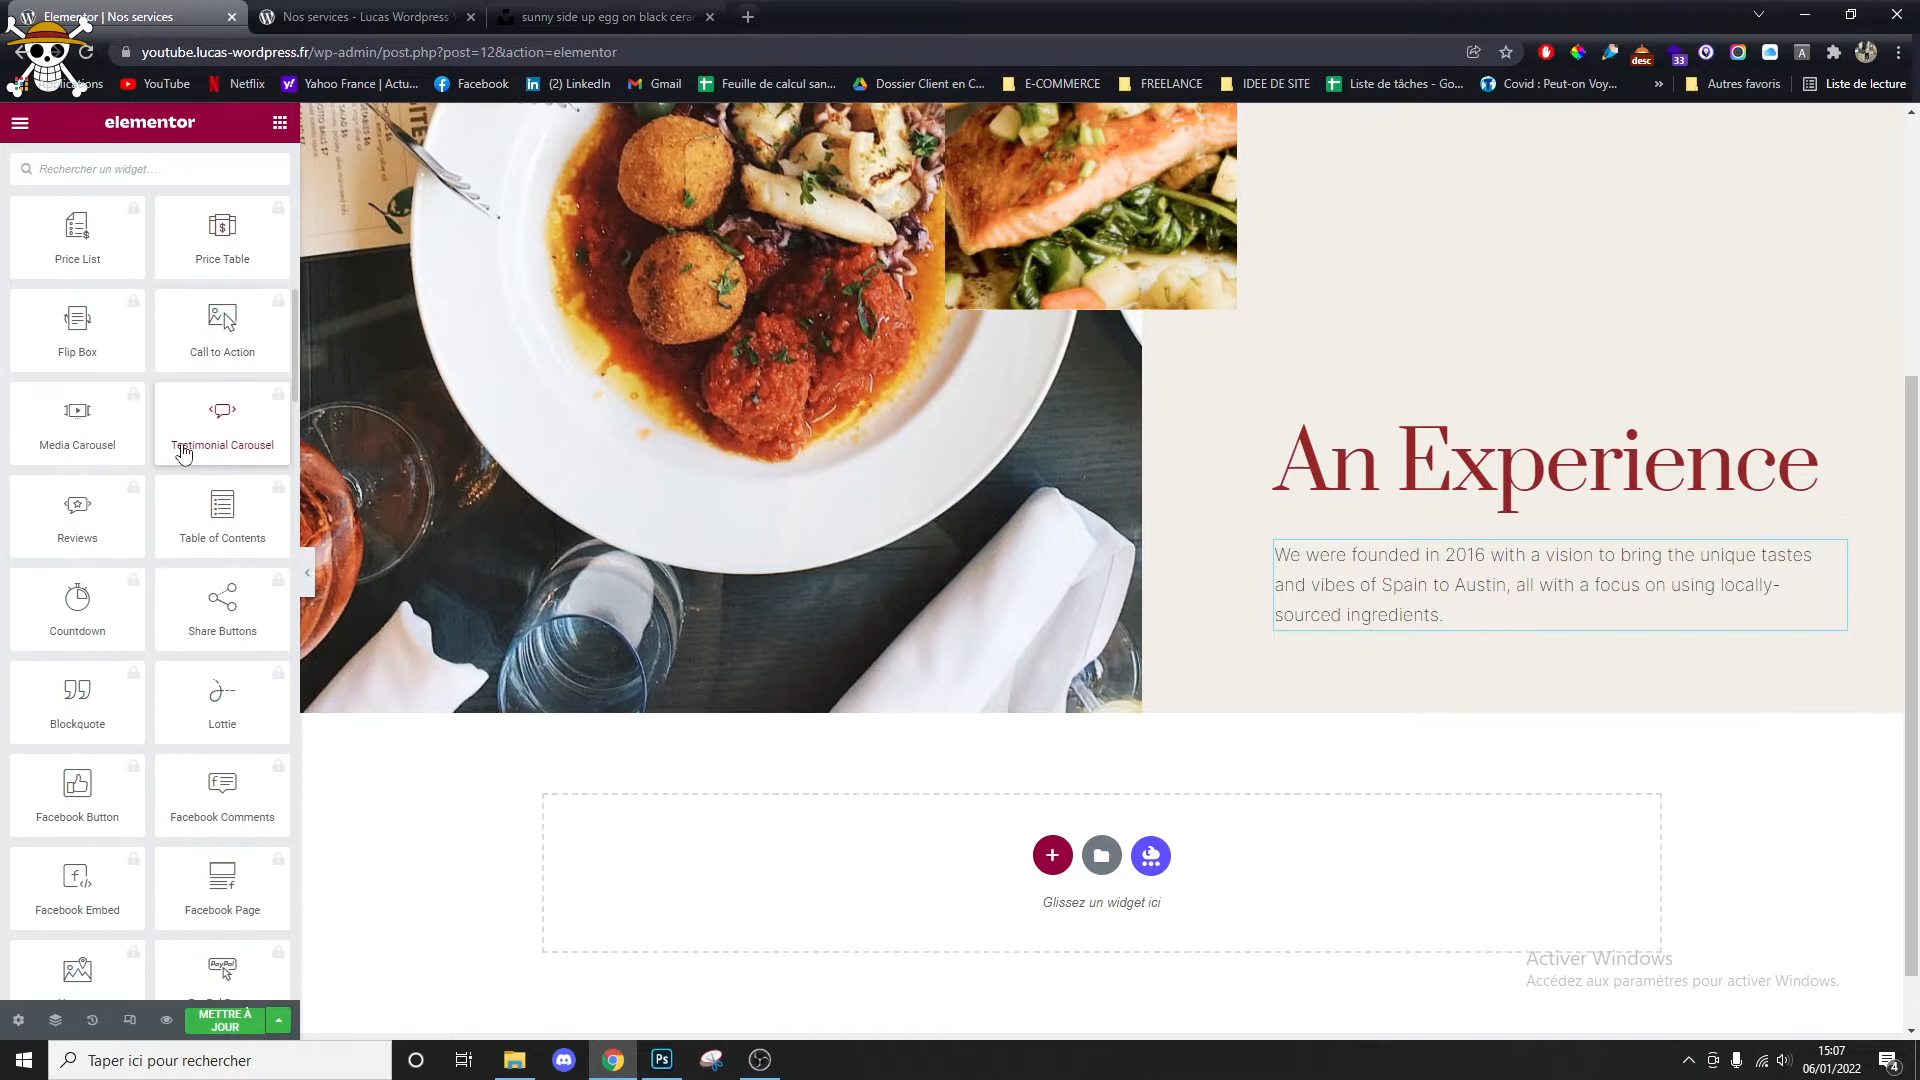 Elementor | Nos services
Nos services - Lucas Wordpress
sunny side up egg on black cerar
youtube.lucas-wordpress.fr/wp-admin/post.php?post=12&action=elementor
desc
33
A
Applications
YouTube
Netflix
Yahoo France | Actu...
Facebook
(2) LinkedIn
Gmail
Feuille de calcul san...
Dossier Client en C...
E-COMMERCE
FREELANCE
IDEE DE SITE
Liste de tâches - Go...
Covid : Peut-on Voy...
»
Autres favoris
Liste de lecture
elementor
Rechercher un widget...
Price List
Price Table
Flip Box
Call to Action
Media Carousel
Testimonial Carousel
Reviews
Table of Contents
Countdown
Share Buttons
Blockquote
Lottie
Facebook Button
Facebook Comments
Facebook Embed
Facebook Page
PayPal
METTRE À
JOUR
An Experience
We were founded in 2016 with a vision to bring the unique tastes
and vibes of Spain to Austin, all with a focus on using locally-
sourced ingredients.
Glissez un widget ici
Activer Windows
Accédez aux paramètres pour activer Windows.
Taper ici pour rechercher
Ps
15:07
06/01/2022
4